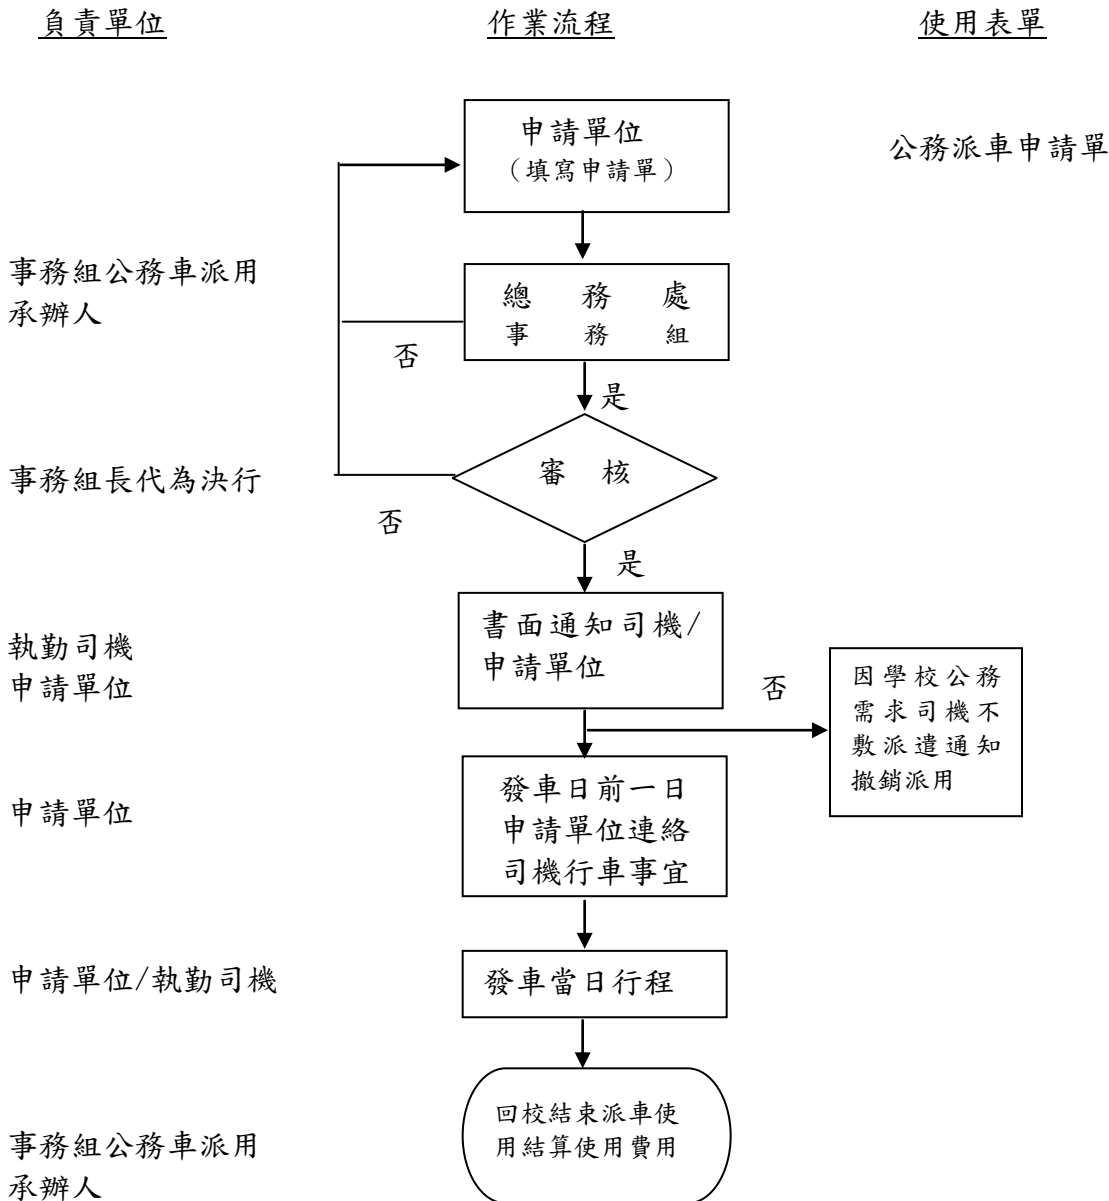 負責單位
作業流程
使用表單
申請單位
（填寫申請單）
公務派車申請單
事務組公務車派用
承辦人
總 務 處
事 務 組
否
是
事務組長代為決行
審 核
否
是
執勤司機
申請單位
書面通知司機/
申請單位
否
因學校公務
需求司機不
敷派遣通知
撤銷派用
申請單位
發車日前一日
申請單位連絡
司機行車事宜
申請單位/執勤司機
發車當日行程
事務組公務車派用
承辦人
回校結束派車使
用結算使用費用